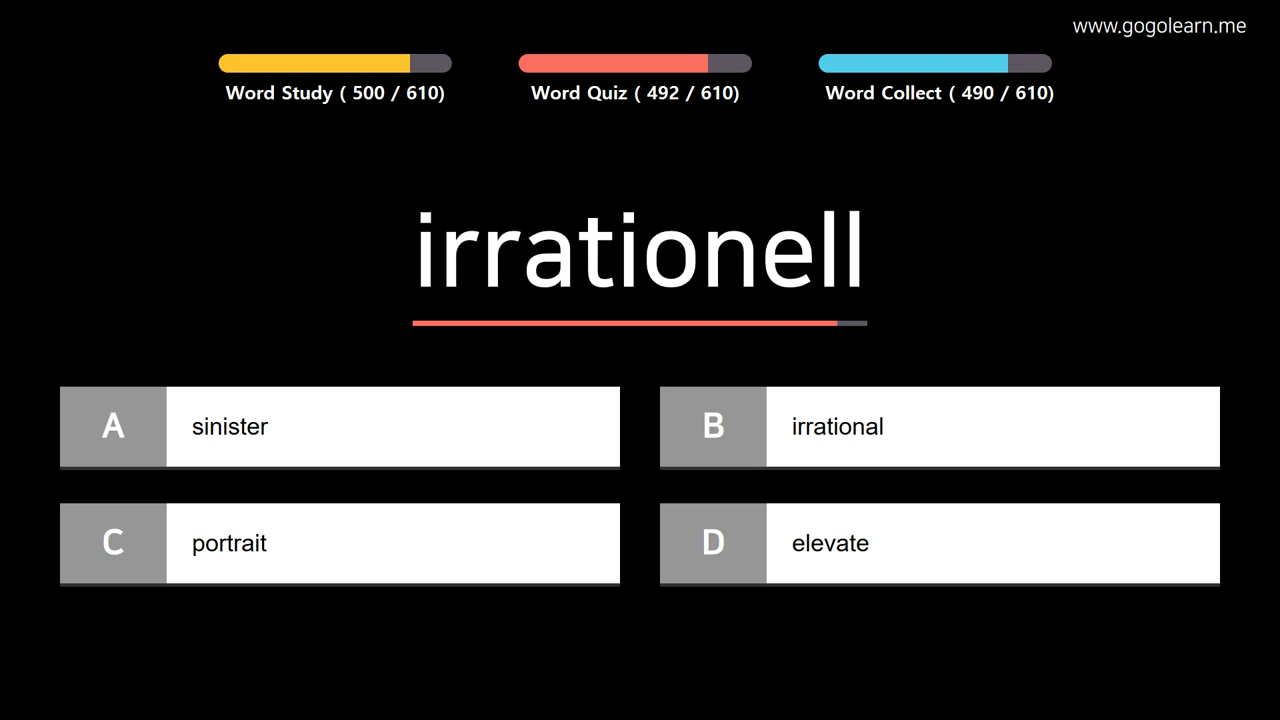 www.gogolearn.me
Word Study ( 500 / 610)
Word Quiz ( 492 / 610)
Word Collect ( 490 / 610)
irrationell
A sinister
B irrational
C portrait
D elevate